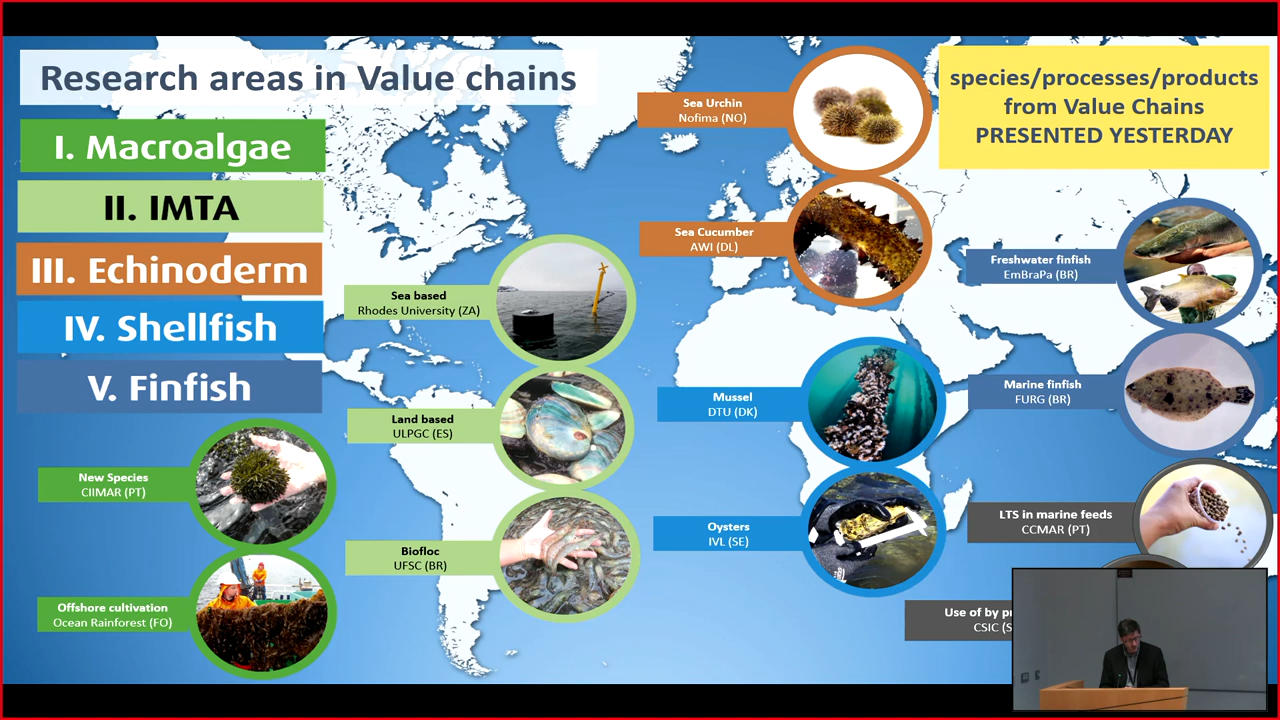 Research areas in Value chains
I. Macroalgae
II. IMTA
III. Echinoderm
IV. Shellfish
V. Finfish
species/processes/products
from Value Chains
PRESENTED YESTERDAY
New Species
CIIMAR (PT)
Offshore cultivation
Ocean Rainforest (FO)
Sea based
Rhodes University (ZA)
Land based
ULPGC (ES)
Biofloc
UFSC (BR)
Sea Urchin
Nofima (NO)
Sea Cucumber
AWI (DL)
Mussel
DTU (DK)
Oysters
IVL (SE)
Freshwater finfish
EmBraPa (BR)
Marine finfish
FURG (BR)
LTS in marine feeds
CCMAR (PT)
Use of by
CSIC